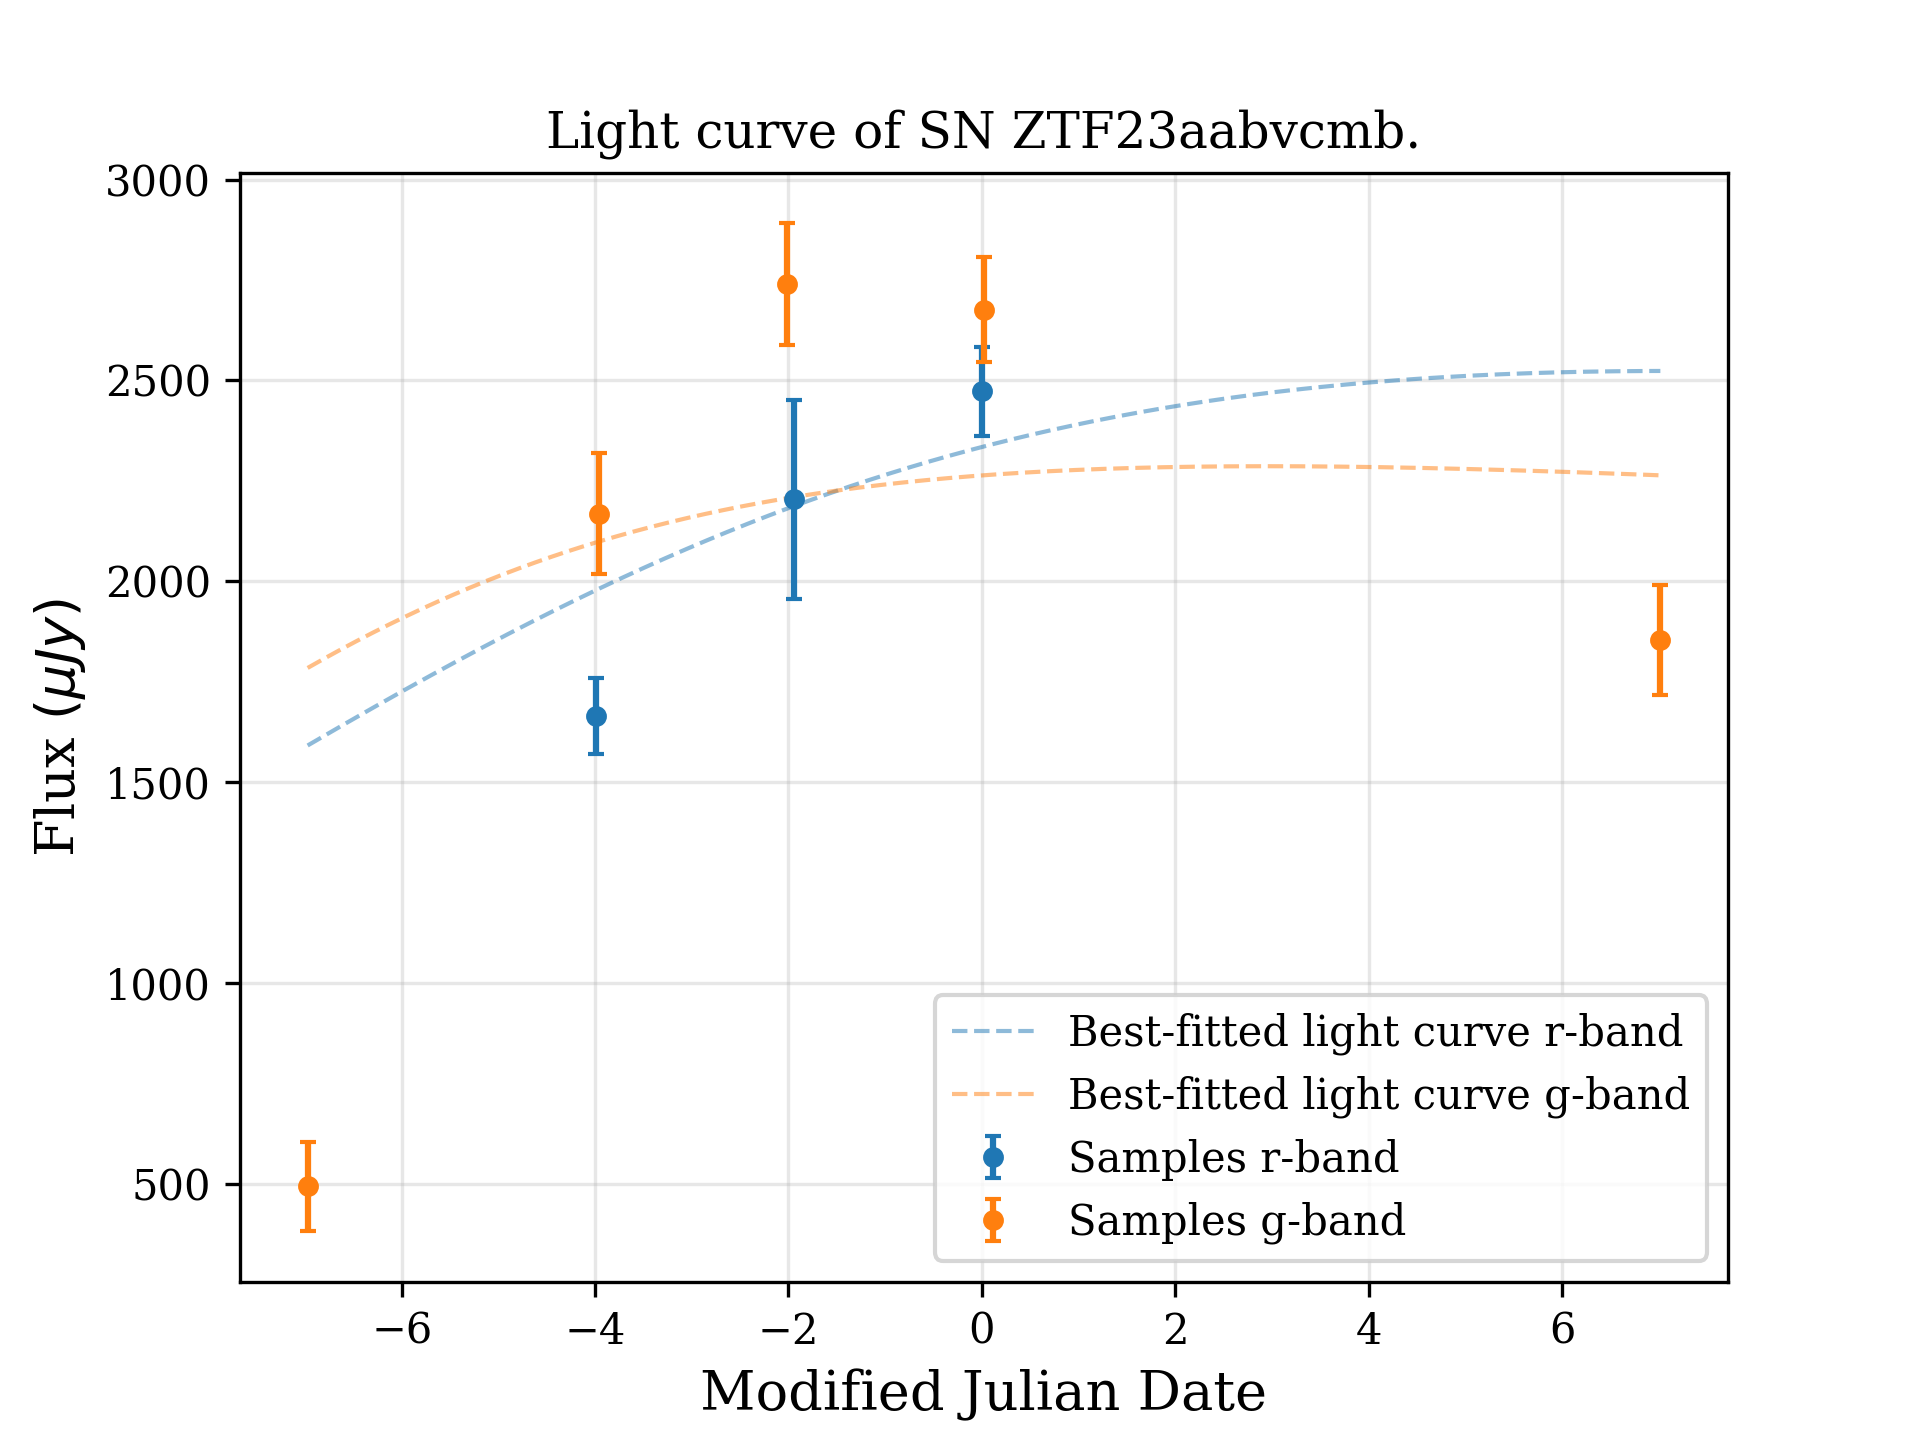 Light curve of SN ZTF23aabvcmb.
3000
2500
2000
1500
1000
500
Flux (μJy)
−6
−4
−2
0
2
4
6
Modified Julian Date
Best-fitted light curve r-band
Best-fitted light curve g-band
Samples r-band
Samples g-band